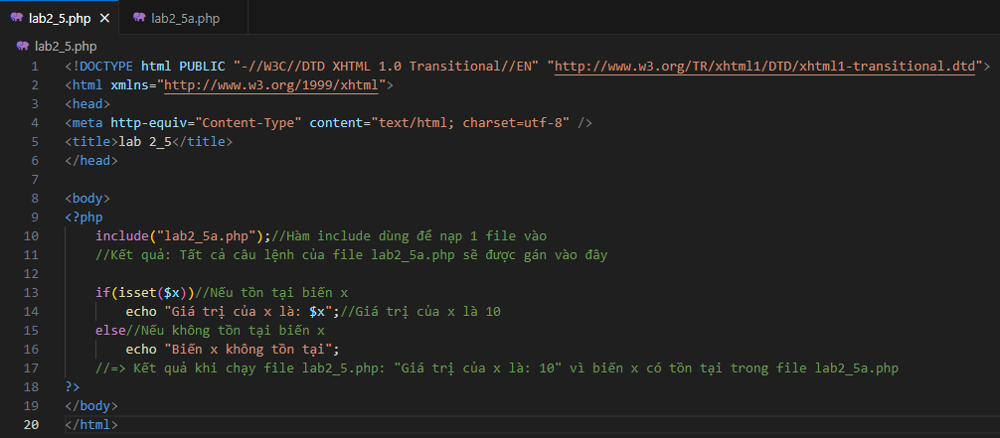 lab2_5.php
lab2_5a.php
lab2_5.php
1 <!DOCTYPE html PUBLIC "-//W3C//DTD XHTML 1.0 Transitional//EN" "http://www.w3.org/TR/xhtml1/DTD/xhtml1-transitional.dtd">
2 <html xmlns="http://www.w3.org/1999/xhtml">
3 <head>
4 <meta http-equiv="Content-Type" content="text/html; charset=utf-8" />
5 <title>lab 2_5</title>
6 </head>
7
8 <body>
9 <?php
10     include("lab2_5a.php");//Hàm include dùng để nạp 1 file vào
11     //Kết quả: Tất cả câu lệnh của file lab2_5a.php sẽ được gán vào đây
12
13     if(isset($x))//Nếu tồn tại biến x
14         echo "Giá trị của x là: $x";//Giá trị của x là 10
15     else//Nếu không tồn tại biến x
16         echo "Biến x không tồn tại";
17     //=> Kết quả khi chạy file lab2_5.php: "Giá trị của x là: 10" vì biến x có tồn tại trong file lab2_5a.php
18 ?>
19 </body>
20 </html>